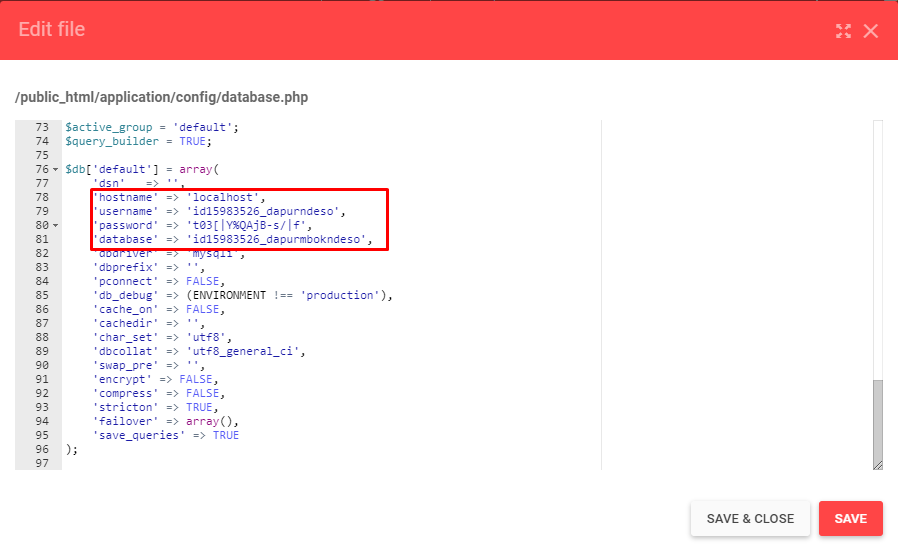 Edit file
/public_html/application/config/database.php
73 $active_group = 'default';
74 $query_builder = TRUE;
75
76 $db['default'] = array(
77 'dsn' => '',
78 'hostname' => 'localhost',
79 'username' => 'id15983526_dapurndeso',
80 'password' => 't03[|Y%QAjB-s/|f',
81 'database' => 'id15983526_dapurmbokndeso',
82 'dbdriver' => 'mysqli',
83 'dbprefix' => '',
84 'pconnect' => FALSE,
85 'db_debug' => (ENVIRONMENT !== 'production'),
86 'cache_on' => FALSE,
87 'cachedir' => '',
88 'char_set' => 'utf8',
89 'dbcollat' => 'utf8_general_ci',
90 'swap_pre' => '',
91 'encrypt' => FALSE,
92 'compress' => FALSE,
93 'stricton' => TRUE,
94 'failover' => array(),
95 'save_queries' => TRUE
96 );
97
SAVE & CLOSE
SAVE